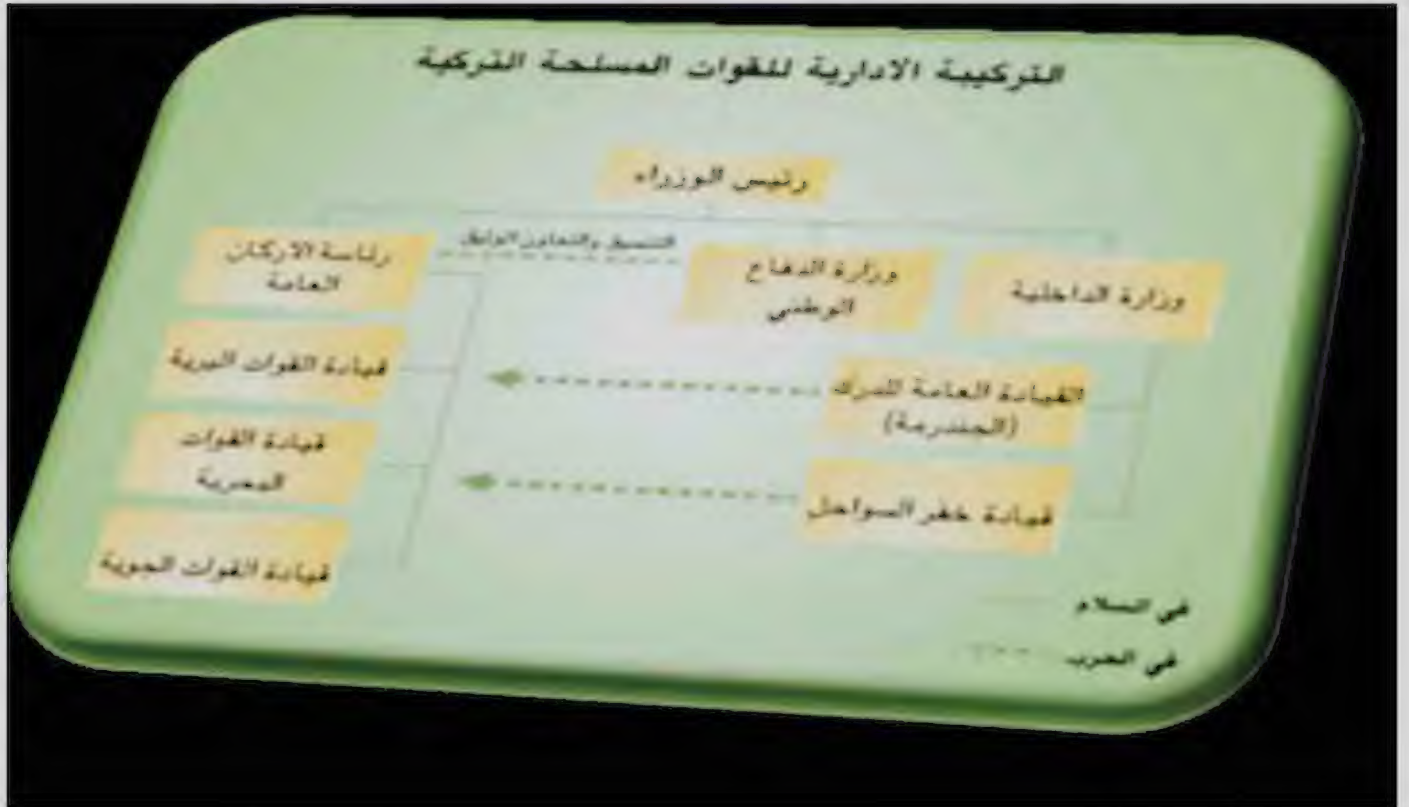 التركيبة الادارية للقوات المسلحة التركية
رئيس الوزراء
وزارة الداخلية
وزارة الدفاع
الوطني
التنسيق والتعاون الوثيق
رئاسة الاركان
العامة
القيادة العامة للدرك
(الجندرمة)
قيادة خفر السواحل
قيادة القوات البرية
قيادة القوات
البحرية
قيادة القوات الجوية
في السلام
في الحرب